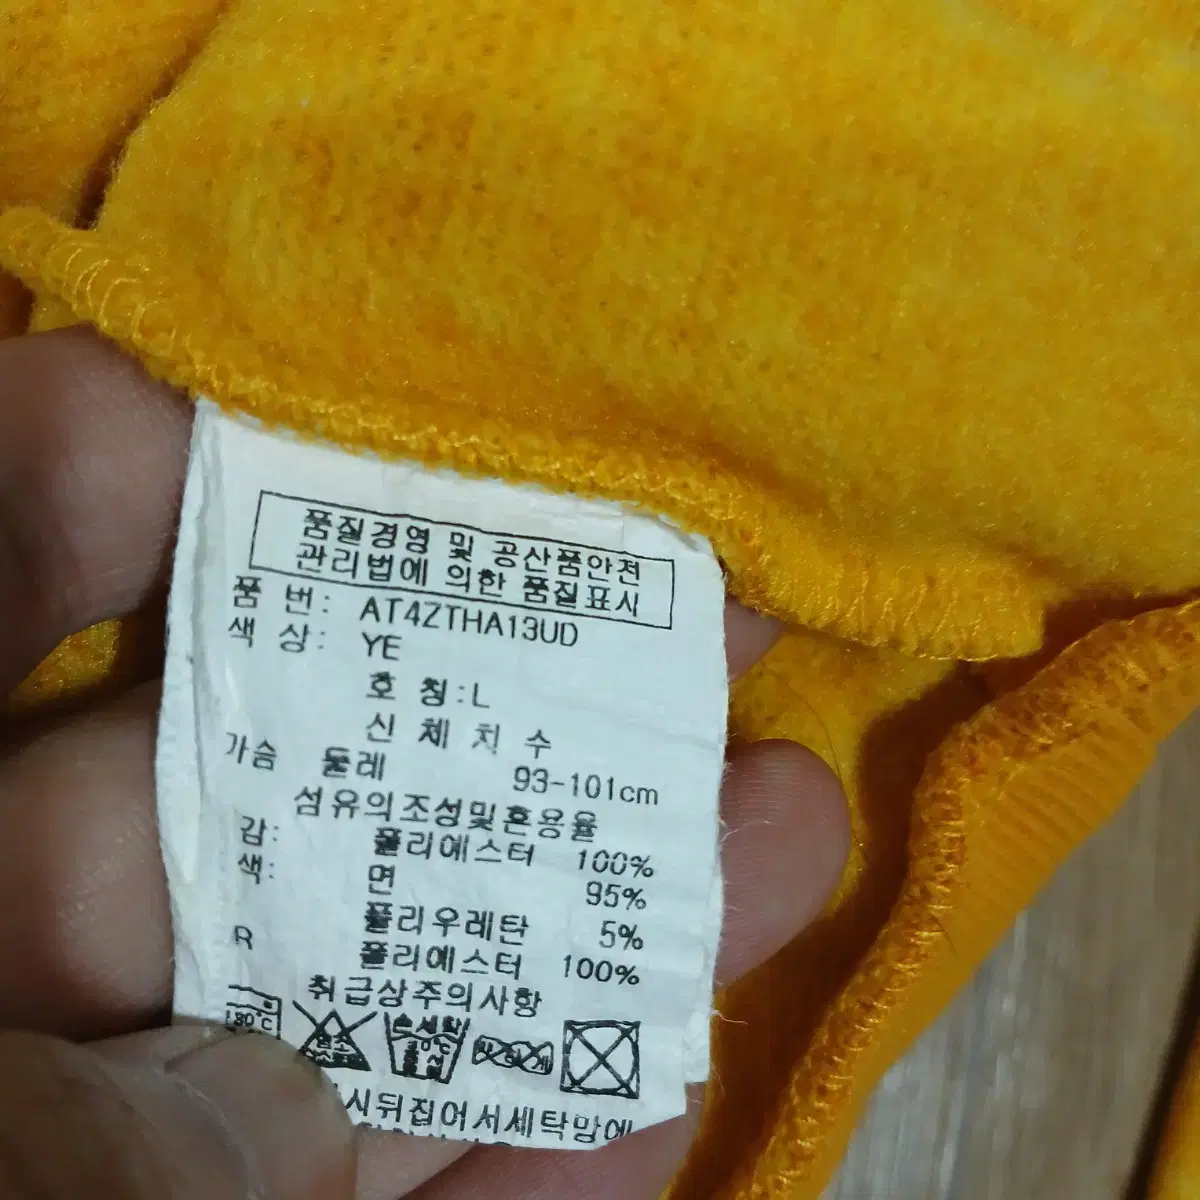 품질경영 및 공산품안전
관리법에 의한 품질표시
품 번: AT4ZTHA13UD
색 상: YE
호 칭:L
신 체 치 수
가슴 둘레 93-101cm
섬유의조성및혼용율
감: 폴리에스터 100%
색: 면 95%
폴리우레탄 5%
R 폴리에스터 100%
취급상주의사항
30℃ 손세탁
시뒤집어서세탁망에